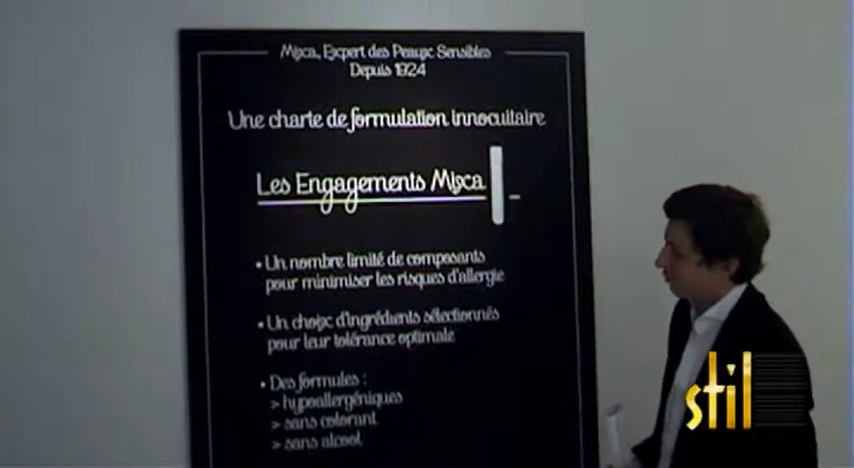 Mixa, Expert des Peaux Sensibles
Depuis 1924
Une charte de formulation innocuitaire
Les Engagements Mixa
• Un nombre limité de composants
pour minimiser les risques d'allergie
• Un choix d'ingrédients sélectionnés
pour leur tolérance optimale
• Des formules :
> hypoallergéniques
> sans colorant
> sans alcool
stil